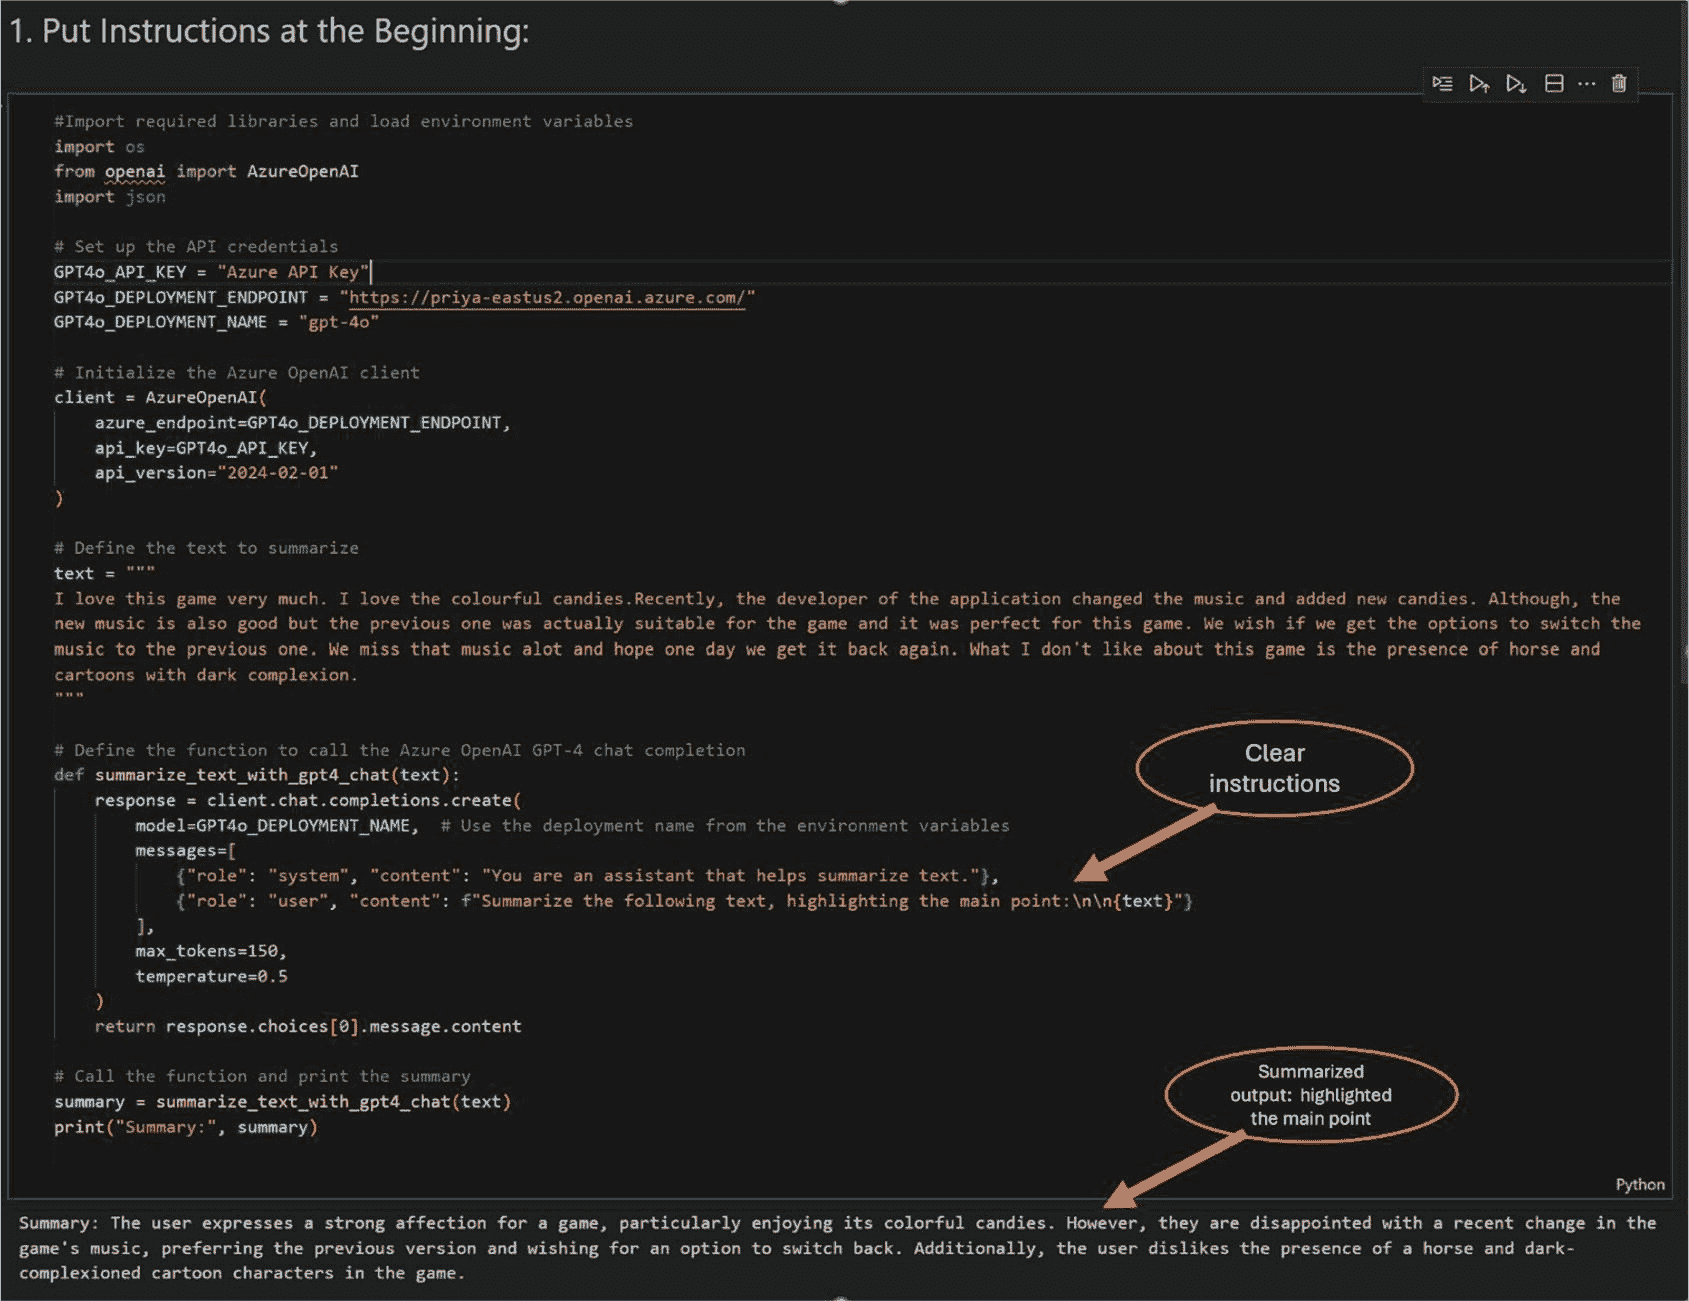 1. Put Instructions at the Beginning:
#Import required libraries and load environment variables
import os
from openai import AzureOpenAI
import json
# Set up the API credentials
GPT4o_API_KEY = "Azure API Key"
GPT4o_DEPLOYMENT_ENDPOINT = "https://priya-eastus2.openai.azure.com/"
GPT4o_DEPLOYMENT_NAME = "gpt-4o"
# Initialize the Azure OpenAI client
client = AzureOpenAI(
    azure_endpoint=GPT4o_DEPLOYMENT_ENDPOINT,
    api_key=GPT4o_API_KEY,
    api_version="2024-02-01"
)
# Define the text to summarize
text = """
I love this game very much. I love the colourful candies.Recently, the developer of the application changed the music and added new candies. Although, the
new music is also good but the previous one was actually suitable for the game and it was perfect for this game. We wish if we get the options to switch the
music to the previous one. We miss that music alot and hope one day we get it back again. What I don't like about this game is the presence of horse and
cartoons with dark complexion.
"""
# Define the function to call the Azure OpenAI GPT-4 chat completion
def summarize_text_with_gpt4_chat(text):
    response = client.chat.completions.create(
        model=GPT4o_DEPLOYMENT_NAME,  # Use the deployment name from the environment variables
        messages=[
            {"role": "system", "content": "You are an assistant that helps summarize text."},
            {"role": "user", "content": f"Summarize the following text, highlighting the main point:\n\n{text}"}
        ],
        max_tokens=150,
        temperature=0.5
    )
    return response.choices[0].message.content
Clear
instructions
# Call the function and print the summary
summary = summarize_text_with_gpt4_chat(text)
print("Summary:", summary)
Summarized
output: highlighted
the main point
Python
Summary: The user expresses a strong affection for a game, particularly enjoying its colorful candies. However, they are disappointed with a recent change in the
game's music, preferring the previous version and wishing for an option to switch back. Additionally, the user dislikes the presence of a horse and dark-
complexioned cartoon characters in the game.